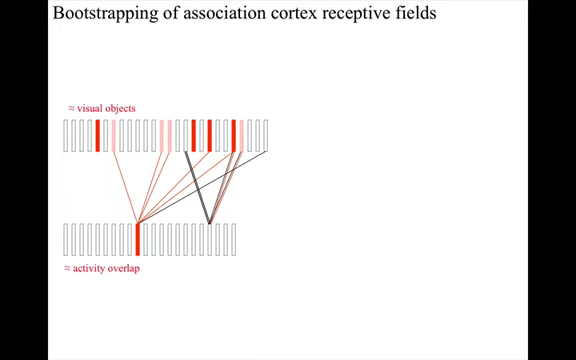 Bootstrapping of association cortex receptive fields
≈ visual objects
≈ activity overlap